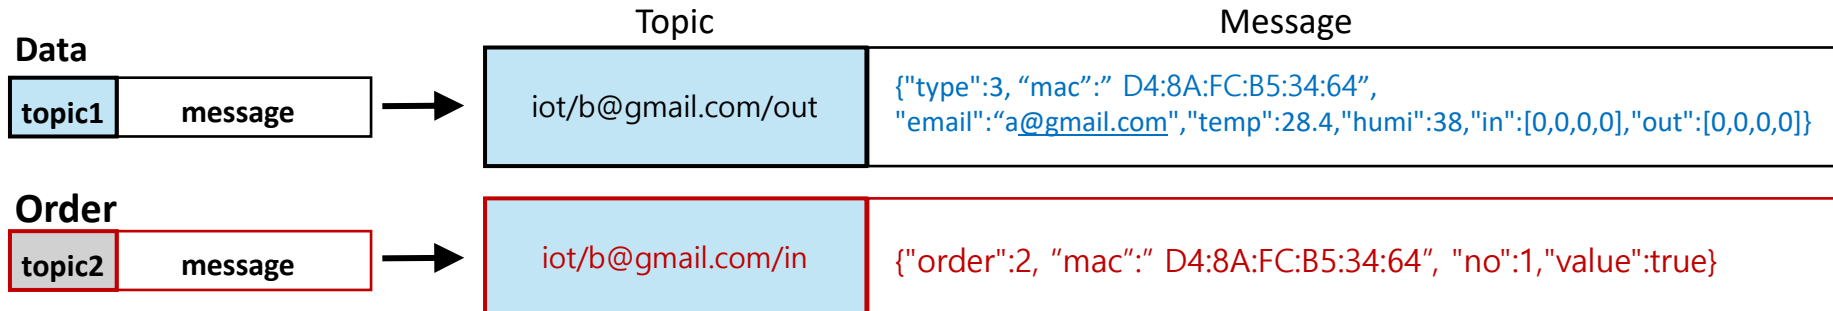 Topic
Message
Data
topic1
message
iot/b@gmail.com/out
{"type":3, “mac”:” D4:8A:FC:B5:34:64”,
"email":“a@gmail.com","temp":28.4,"humi":38,"in":[0,0,0,0],"out":[0,0,0,0]}
Order
topic2
message
iot/b@gmail.com/in
{"order":2, “mac”:” D4:8A:FC:B5:34:64”, "no":1,"value":true}